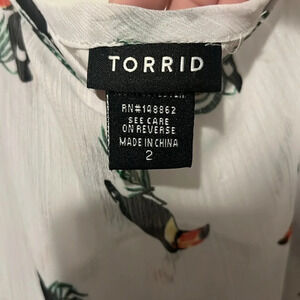 TORRID
RN#148862
SEE CARE
ON REVERSE
MADE IN CHINA
2